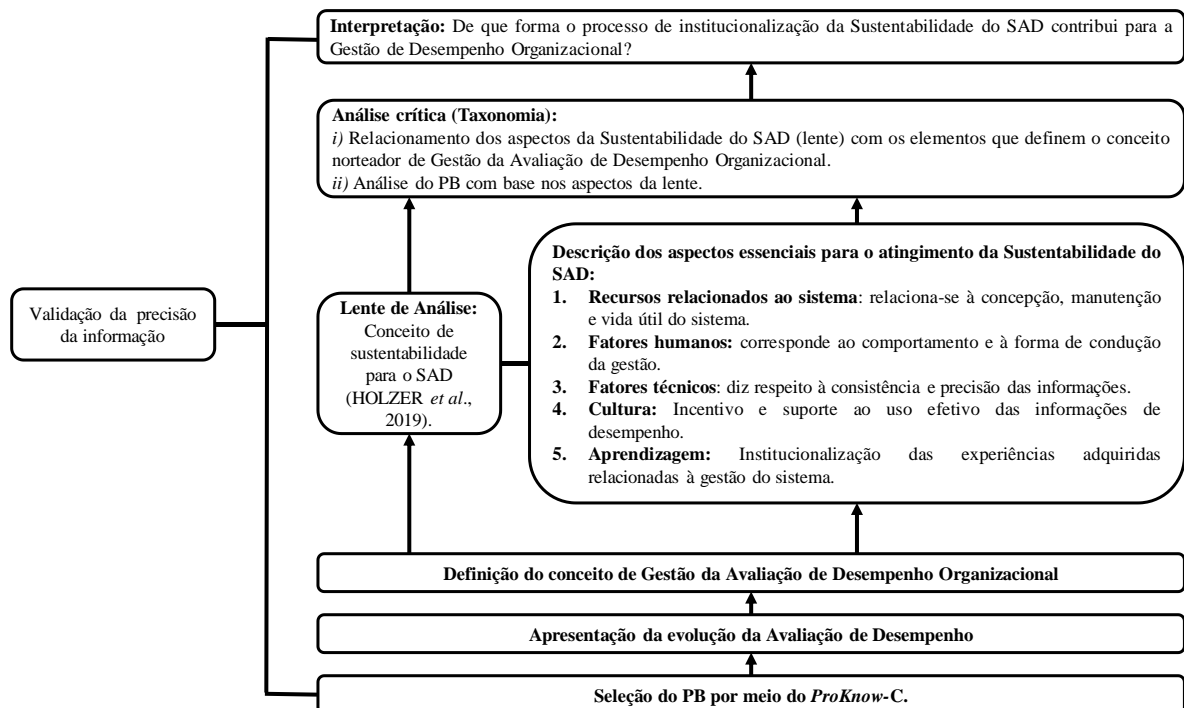 Interpretação: De que forma o processo de institucionalização da Sustentabilidade do SAD contribui para a
Gestão de Desempenho Organizacional?
Análise crítica (Taxonomia):
i) Relacionamento dos aspectos da Sustentabilidade do SAD (lente) com os elementos que definem o conceito
norteador de Gestão da Avaliação de Desempenho Organizacional.
ii) Análise do PB com base nos aspectos da lente.
Validação da precisão
da informação
Lente de Análise:
Conceito de
sustentabilidade
para o SAD
(HOLZER et al.,
2019).
Descrição dos aspectos essenciais para o atingimento da Sustentabilidade do
SAD:
1. Recursos relacionados ao sistema: relaciona-se à concepção, manutenção
e vida útil do sistema.
2. Fatores humanos: corresponde ao comportamento e à forma de condução
da gestão.
3. Fatores técnicos: diz respeito à consistência e precisão das informações.
4. Cultura: Incentivo e suporte ao uso efetivo das informações de
desempenho.
5. Aprendizagem: Institucionalização das experiências adquiridas
relacionadas à gestão do sistema.
Definição do conceito de Gestão da Avaliação de Desempenho Organizacional
Apresentação da evolução da Avaliação de Desempenho
Seleção do PB por meio do ProKnow-C.